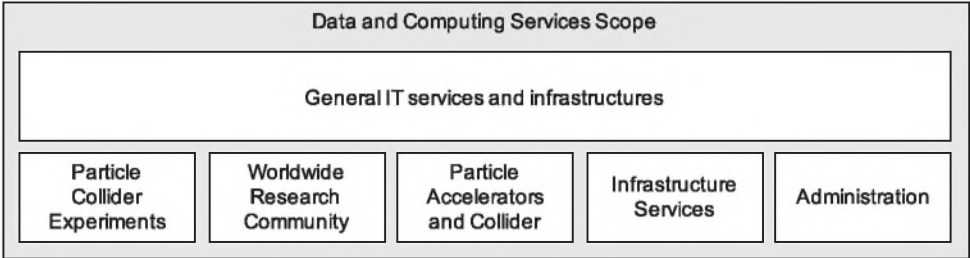 Data and Computing Services Scope
General IT services and infrastructures
Particle
Collider
Experiments
Worldwide
Research
Community
Particle
Accelerators
and Collider
Infrastructure
Services
Administration